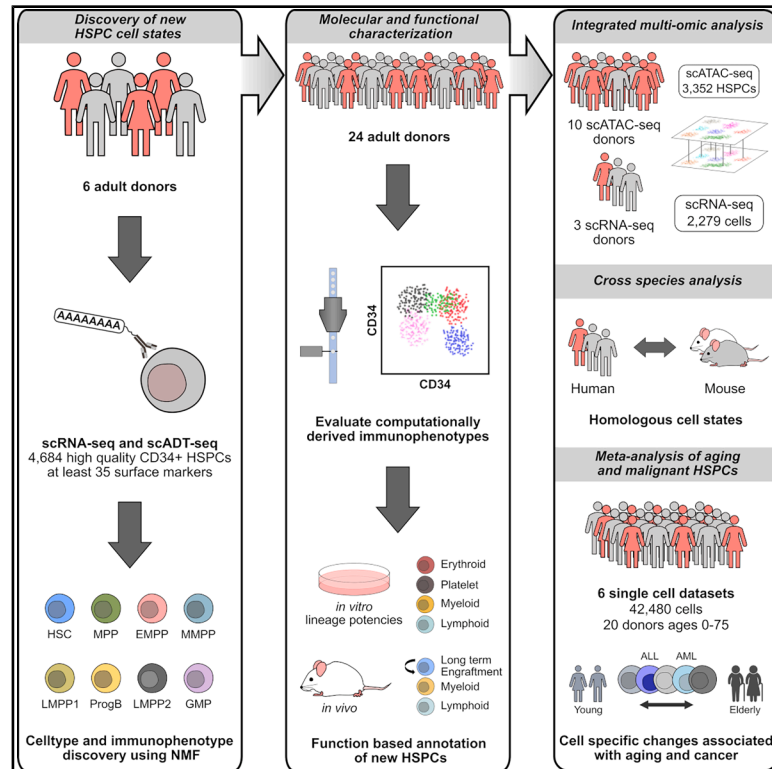 Discovery of new
HSPC cell states
6 adult donors
AAAAAAAA
scRNA-seq and scADT-seq
4,684 high quality CD34+ HSPCs
at least 35 surface markers
HSC
MPP
EMPP
MMPP
LMPP1
ProgB
LMPP2
GMP
Celltype and immunophenotype
discovery using NMF
Molecular and functional
characterization
24 adult donors
CD34
CD34
Evaluate computationally
derived immunophenotypes
in vitro
lineage potencies
Erythroid
Platelet
Myeloid
Lymphoid
in vivo
Long term
Engraftment
Myeloid
Lymphoid
Function based annotation
of new HSPCs
Integrated multi-omic analysis
scATAC-seq
3,352 HSPCs
10 scATAC-seq
donors
3 scRNA-seq
donors
scRNA-seq
2,279 cells
Cross species analysis
Human
Mouse
Homologous cell states
Meta-analysis of aging
and malignant HSPCs
6 single cell datasets
42,480 cells
20 donors ages 0-75
ALL
AML
Young
Elderly
Cell specific changes associated
with aging and cancer